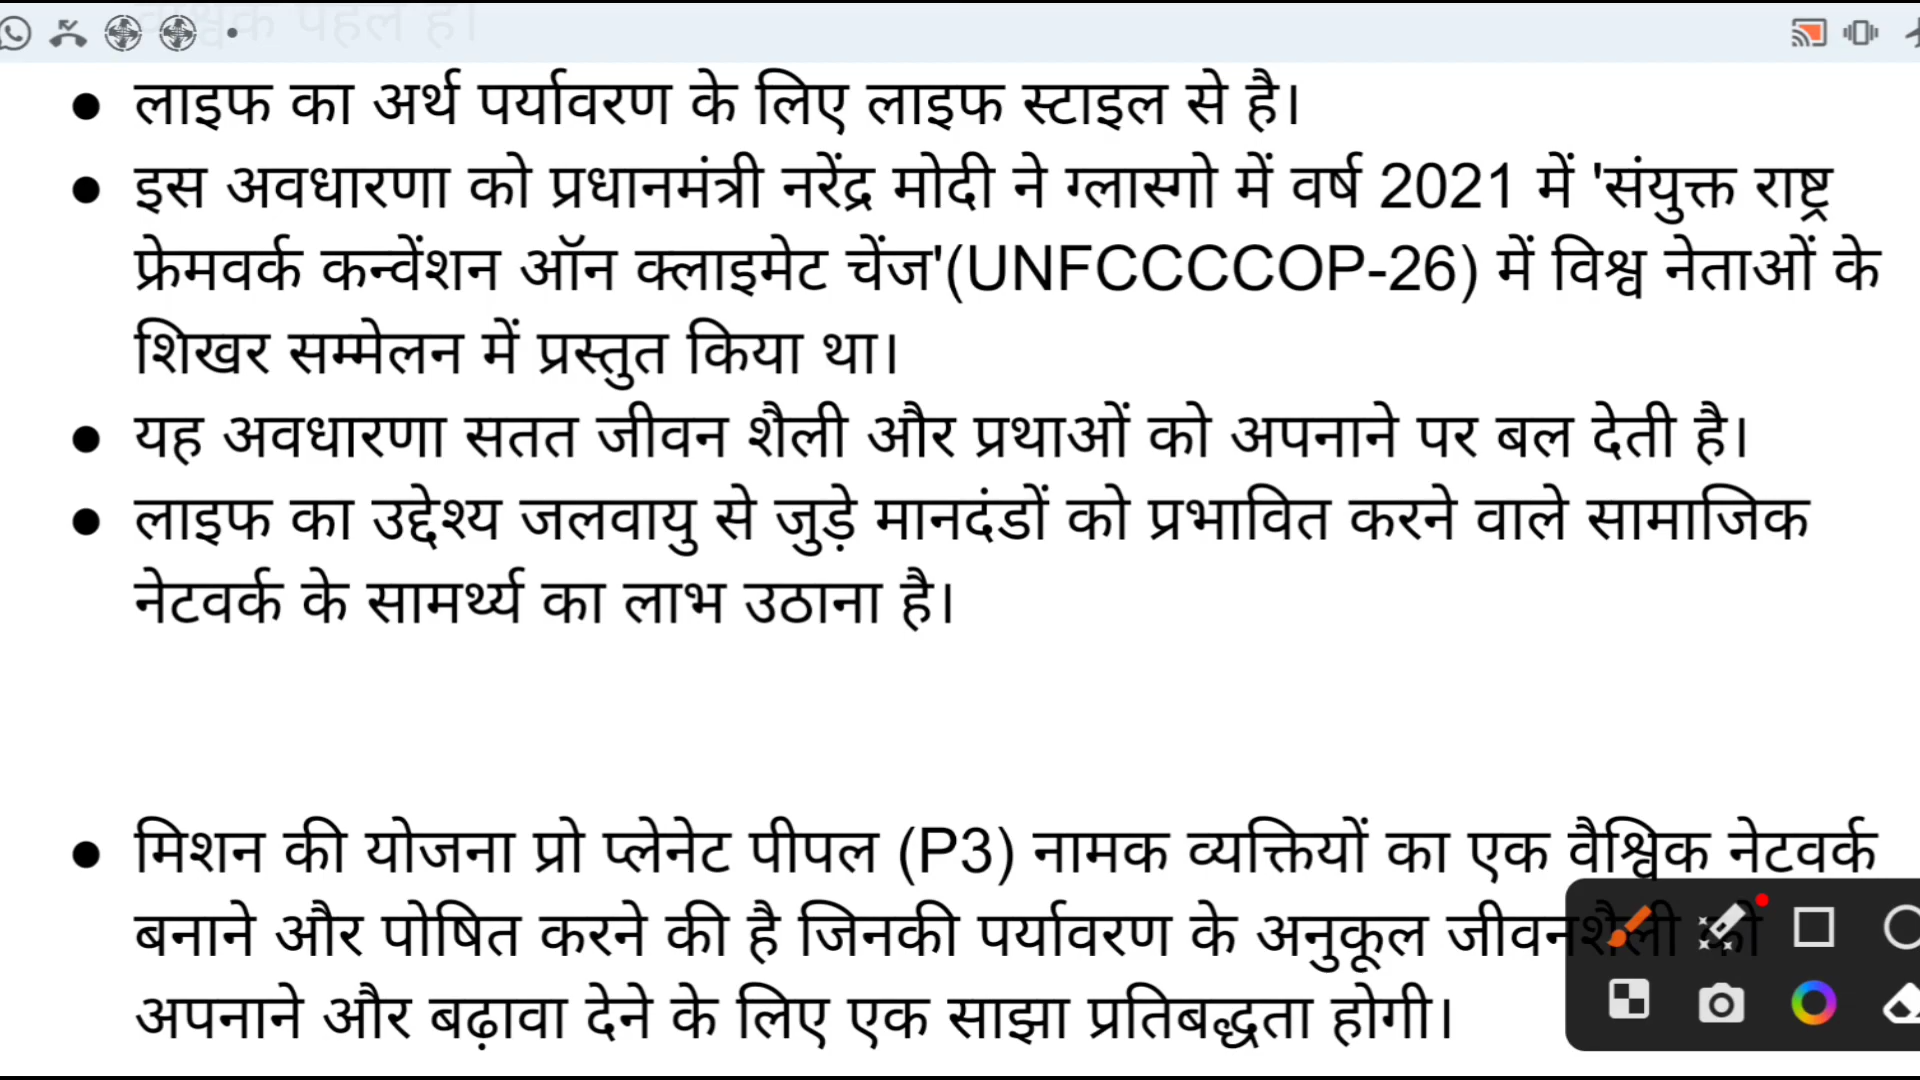 वैश्विक पहल है।
● लाइफ का अर्थ पर्यावरण के लिए लाइफ स्टाइल से है।
● इस अवधारणा को प्रधानमंत्री नरेंद्र मोदी ने ग्लास्गो में वर्ष 2021 में 'संयुक्त राष्ट्र
फ्रेमवर्क कन्वेंशन ऑन क्लाइमेट चेंज'(UNFCCCCOP-26) में विश्व नेताओं के
शिखर सम्मेलन में प्रस्तुत किया था।
● यह अवधारणा सतत जीवन शैली और प्रथाओं को अपनाने पर बल देती है।
● लाइफ का उद्देश्य जलवायु से जुड़े मानदंडों को प्रभावित करने वाले सामाजिक
नेटवर्क के सामर्थ्य का लाभ उठाना है।
● मिशन की योजना प्रो प्लेनेट पीपल (P3) नामक व्यक्तियों का एक वैश्विक नेटवर्क
बनाने और पोषित करने की है जिनकी पर्यावरण के अनुकूल जीवनशैली को
अपनाने और बढ़ावा देने के लिए एक साझा प्रतिबद्धता होगी।